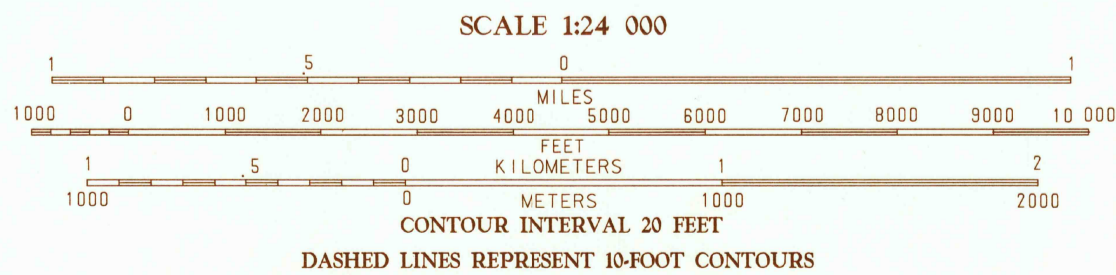 SCALE 1:24 000
1 .5 0 1
MILES
1000 0 1000 2000 3000 4000 5000 6000 7000 8000 9000 10 000
FEET
1 .5 0 KILOMETERS 1 2
1000 0 METERS 1000 2000
CONTOUR INTERVAL 20 FEET
DASHED LINES REPRESENT 10-FOOT CONTOURS